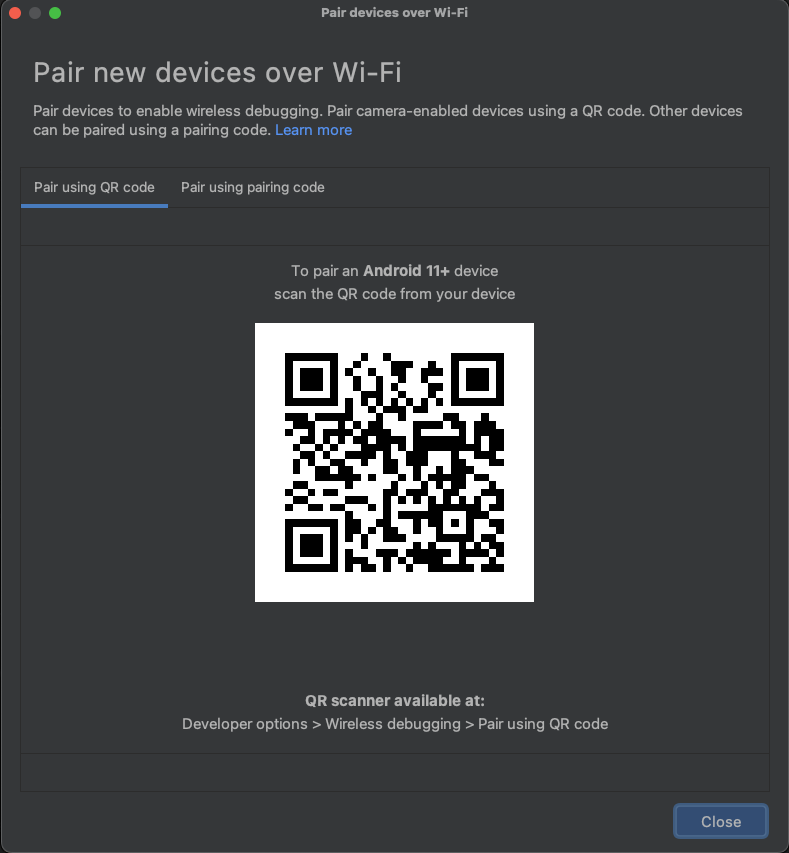 Pair devices over Wi-Fi
Pair new devices over Wi-Fi
Pair devices to enable wireless debugging. Pair camera-enabled devices using a QR code. Other devices
can be paired using a pairing code. Learn more
Pair using QR code
Pair using pairing code
To pair an Android 11+ device
scan the QR code from your device
QR scanner available at:
Developer options > Wireless debugging > Pair using QR code
Close